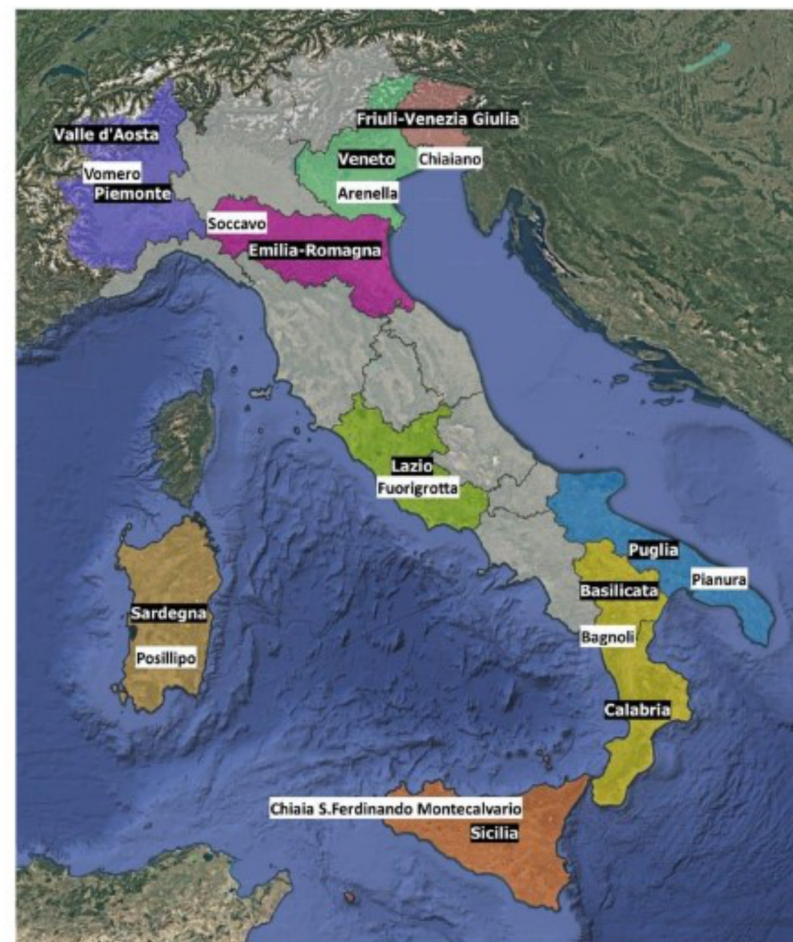 Friuli-Venezia Giulia
Valle d'Aosta
Veneto
Chiaiano
Vomero
Piemonte
Arenella
Soccavo
Emilia-Romagna
Lazio
Fuorigrotta
Puglia
Pianura
Basilicata
Sardegna
Bagnoli
Posillipo
Calabria
Chiaia S.Ferdinando Montecalvario
Sicilia